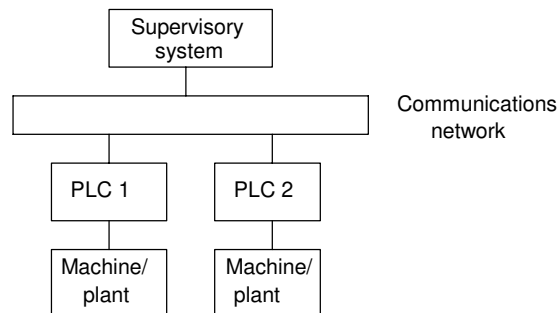 Supervisory
system
Communications
network
PLC 1
PLC 2
Machine/
plant
Machine/
plant